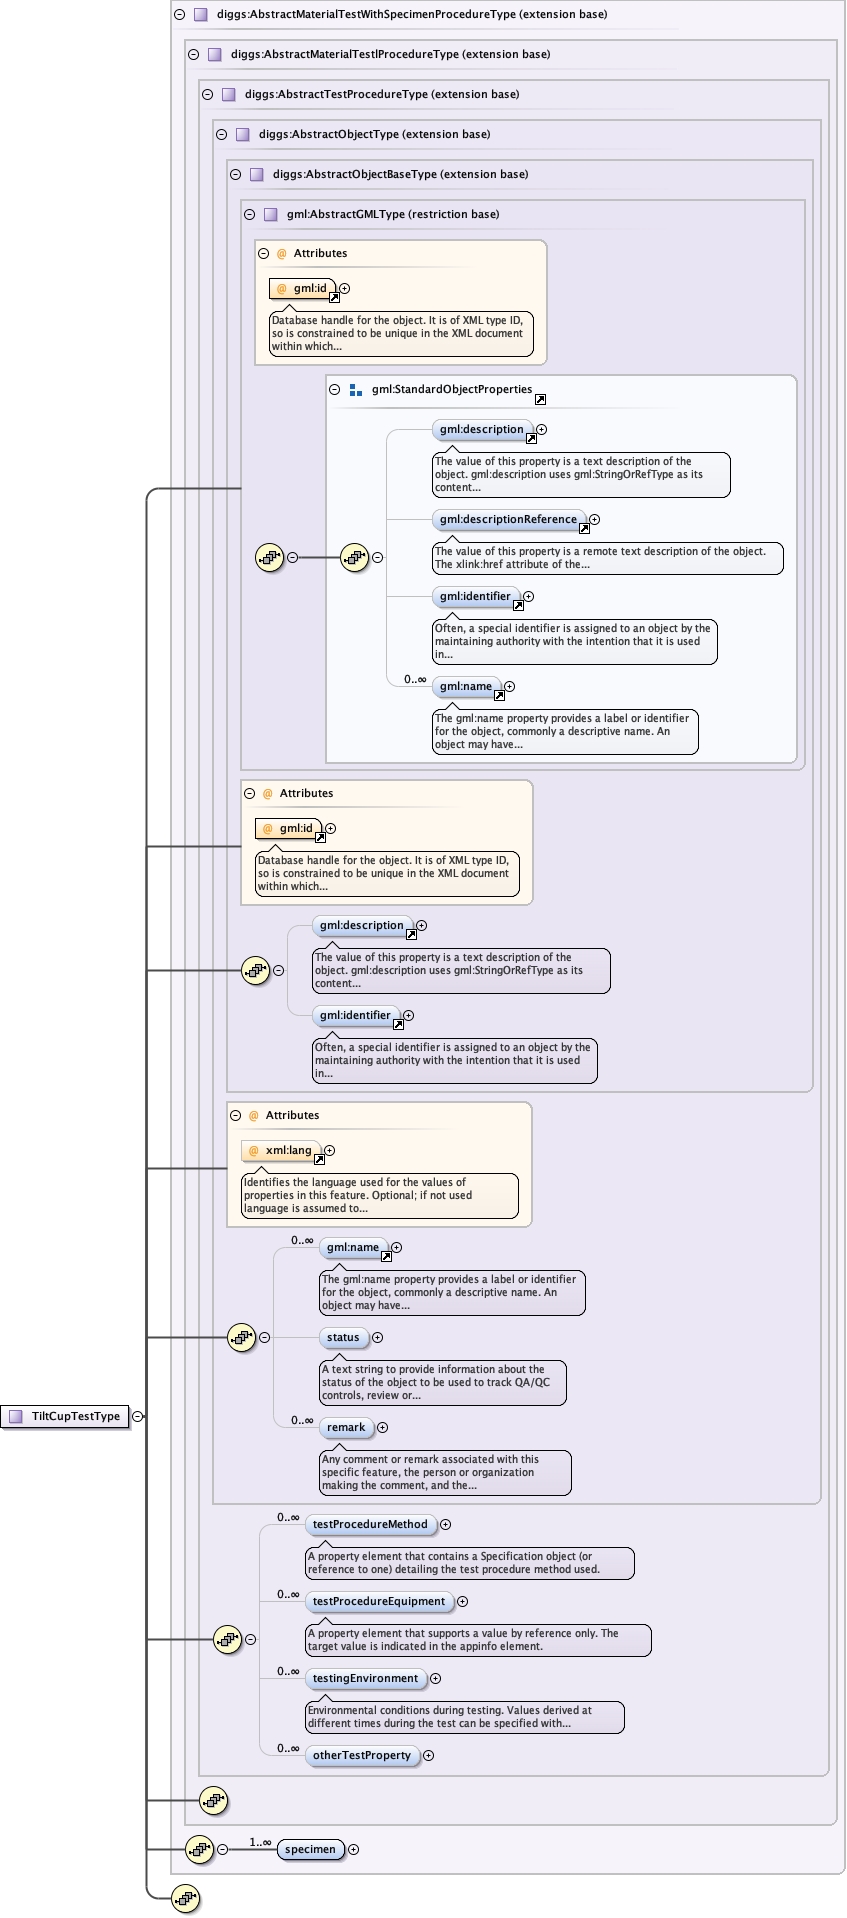 diggs:AbstractMaterialTestWithSpecimenProcedureType (extension base)
diggs:AbstractMaterialTestlProcedureType (extension base)
diggs:AbstractTestProcedureType (extension base)
diggs:AbstractObjectType (extension base)
diggs:AbstractObjectBaseType (extension base)
gml:AbstractGMLType (restriction base)
@ Attributes
@ gml:id
Database handle for the object. It is of XML type ID,
so is constrained to be unique in the XML document
within which...
gml:StandardObjectProperties
gml:description
The value of this property is a text description of the
object. gml:description uses gml:StringOrRefType as its
content...
gml:descriptionReference
The value of this property is a remote text description of the object.
The xlink:href attribute of the...
gml:identifier
Often, a special identifier is assigned to an object by the
maintaining authority with the intention that it is used
in...
0..∞
gml:name
The gml:name property provides a label or identifier
for the object, commonly a descriptive name. An
object may have...
@ Attributes
@ gml:id
Database handle for the object. It is of XML type ID,
so is constrained to be unique in the XML document
within which...
gml:description
The value of this property is a text description of the
object. gml:description uses gml:StringOrRefType as its
content...
gml:identifier
Often, a special identifier is assigned to an object by the
maintaining authority with the intention that it is used
in...
@ Attributes
@ xml:lang
Identifies the language used for the values of
properties in this feature. Optional; if not used
language is assumed to...
0..∞
gml:name
The gml:name property provides a label or identifier
for the object, commonly a descriptive name. An
object may have...
status
A text string to provide information about the
status of the object to be used to track QA/QC
controls, review or...
TiltCupTestType
0..∞
remark
Any comment or remark associated with this
specific feature, the person or organization
making the comment, and the...
0..∞
testProcedureMethod
A property element that contains a Specification object (or
reference to one) detailing the test procedure method used.
0..∞
testProcedureEquipment
A property element that supports a value by reference only. The
target value is indicated in the appinfo element.
0..∞
testingEnvironment
Environmental conditions during testing. Values derived at
different times during the test can be specified with...
0..∞
otherTestProperty
1..∞
specimen